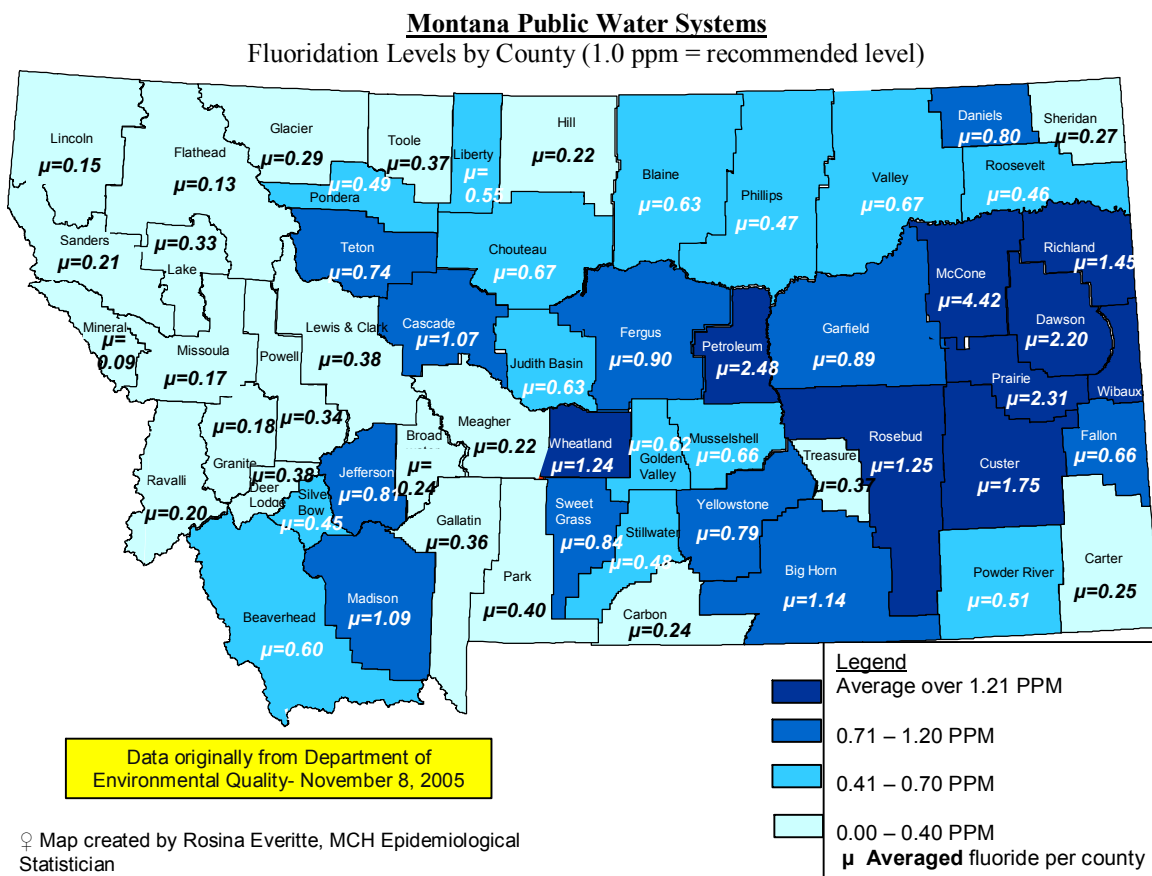 Montana Public Water Systems
Fluoridation Levels by County (1.0 ppm = recommended level)
Lincoln
μ=0.15
Flathead
μ=0.13
Glacier
μ=0.29
Toole
μ=0.37
Liberty
μ=
0.55
Hill
μ=0.22
Blaine
μ=0.63
Phillips
μ=0.47
Valley
μ=0.67
Daniels
μ=0.80
Sheridan
μ=0.27
Roosevelt
μ=0.46
μ=0.49
Pondera
Sanders
μ=0.21
μ=0.33
Lake
Teton
μ=0.74
Chouteau
μ=0.67
McCone
μ=4.42
Richland
μ=1.45
Dawson
μ=2.20
Mineral
μ=
0.09
Missoula
μ=0.17
Powell
μ=0.34
Lewis & Clark
μ=0.38
Cascade
μ=1.07
Judith Basin
μ=0.63
Fergus
μ=0.90
Petroleum
μ=2.48
Garfield
μ=0.89
Prairie
μ=2.31
Wibaux
μ=0.18
Granite
Ravalli
μ=0.20
μ=0.38
Deer
Lodge
Silve
Bow
μ=0.45
Jefferson
μ=0.81
Broad
μ=
0.24
Meagher
μ=0.22
Wheatland
μ=1.24
μ=0.62
Golden
Valley
Musselshell
μ=0.66
Treasure
μ=0.37
Rosebud
μ=1.25
Custer
μ=1.75
Fallon
μ=0.66
Gallatin
μ=0.36
Park
μ=0.40
Sweet
Grass
μ=0.84
Stillwater
μ=0.48
Yellowstone
μ=0.79
Big Horn
μ=1.14
Powder River
μ=0.51
Carter
μ=0.25
Beaverhead
μ=0.60
Madison
μ=1.09
Carbon
μ=0.24
Legend
Average over 1.21 PPM
0.71 – 1.20 PPM
0.41 – 0.70 PPM
0.00 – 0.40 PPM
μ Averaged fluoride per county
Data originally from Department of
Environmental Quality- November 8, 2005
♀ Map created by Rosina Everitte, MCH Epidemiological
Statistician